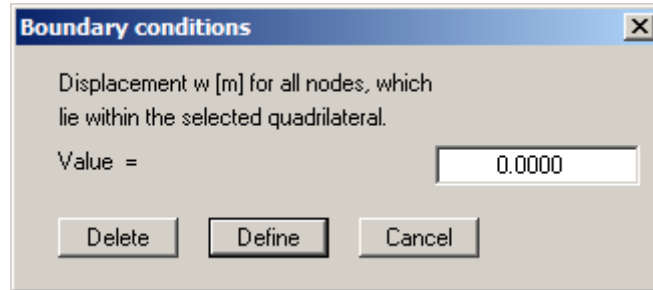 Boundary conditions
Displacement w [m] for all nodes, which
lie within the selected quadrilateral.
Value =
0.0000
Delete
Define
Cancel